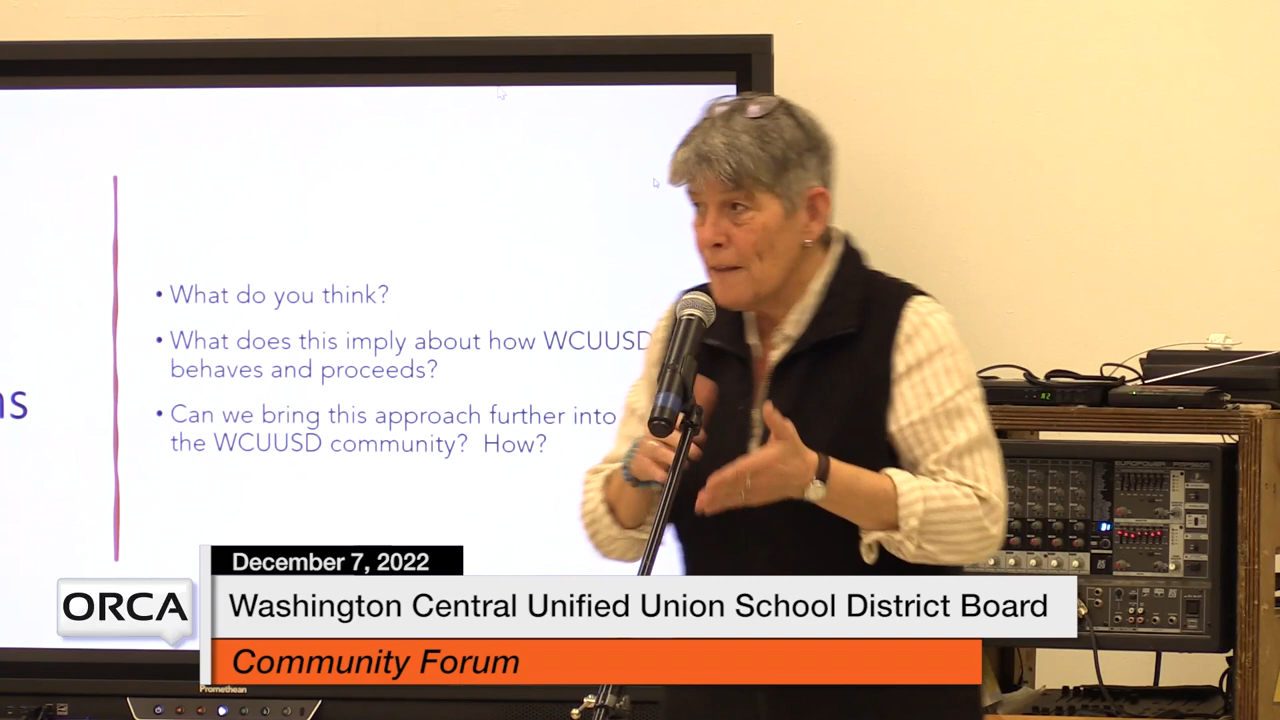 • What do you think?
• What does this imply about how WCUUSD
behaves and proceeds?
ns
• Can we bring this approach further into
the WCUUSD community? How?
December 7, 2022
ORCA
Washington Central Unified Union School District Board
Community Forum
Promethean
EUROPOWER